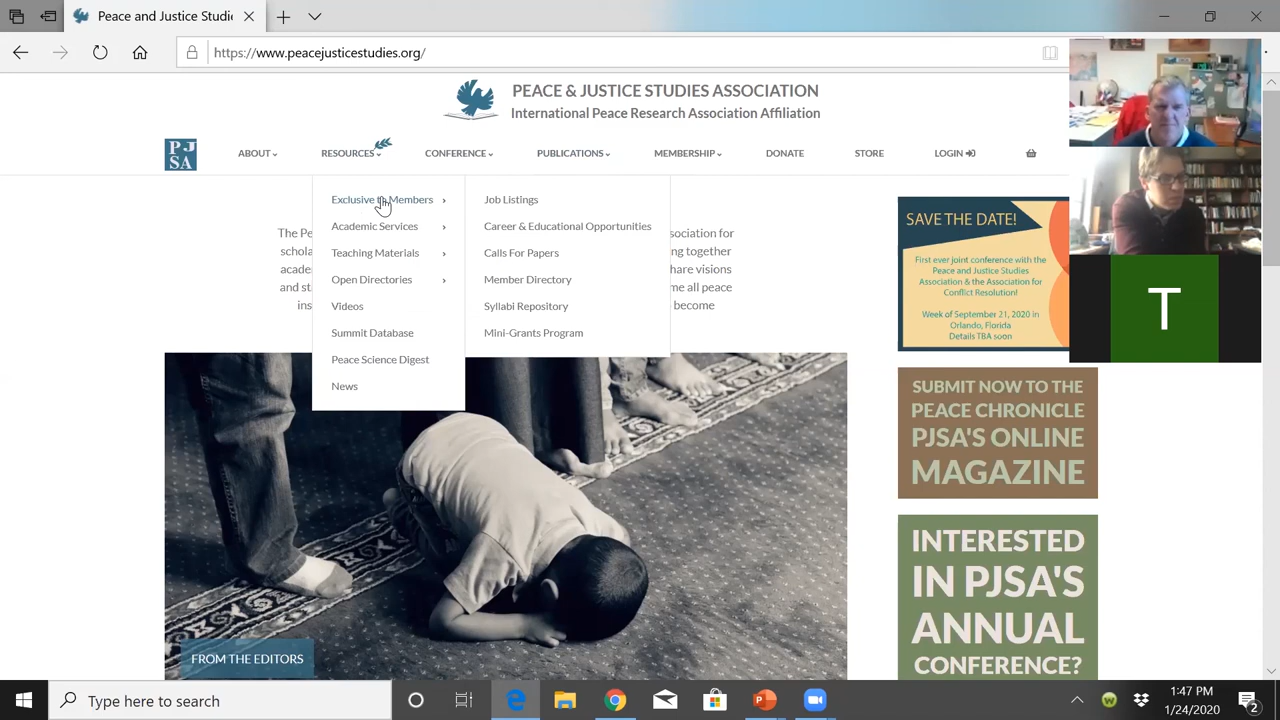 Peace and Justice Studi
https://www.peacejusticestudies.org/
PEACE & JUSTICE STUDIES ASSOCIATION
International Peace Research Association Affiliation
PJ
SA
ABOUT
RESOURCES
CONFERENCE
PUBLICATIONS
MEMBERSHIP
DONATE
STORE
LOGIN
Exclusive to Members
Academic Services
Teaching Materials
Open Directories
Videos
Summit Database
Peace Science Digest
News
Job Listings
Career & Educational Opportunities
Calls For Papers
Member Directory
Syllabi Repository
Mini-Grants Program
The Pe
sociation for
schola
ng together
acade
hare visions
and st
me all peace
ins
become
FROM THE EDITORS
SAVE THE DATE!
First ever joint conference with the
Peace and Justice Studies
Association & the Association for
Conflict Resolution!
Week of September 21, 2020 in
Orlando, Florida
Details TBA soon
SUBMIT NOW TO THE
PEACE CHRONICLE
PJSA'S ONLINE
MAGAZINE
INTERESTED
IN PJSA'S
ANNUAL
CONFERENCE?
T
Type here to search
1:47 PM
1/24/2020
2